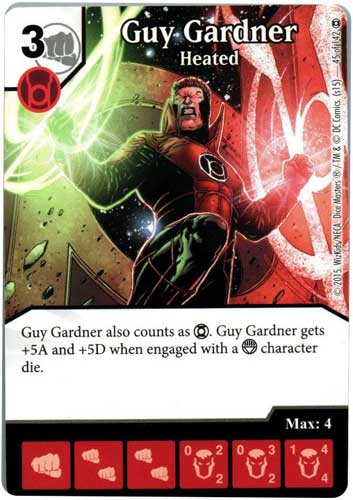 3
Guy Gardner
Heated
45 of 142
© 2015 WizKids/NECA. Dice Masters ® / TM & © DC Comics. (s15)
Guy Gardner also counts as . Guy Gardner gets
+5A and +5D when engaged with a character
die.
Max: 4
0 2 2
0 3 2
1 4 4